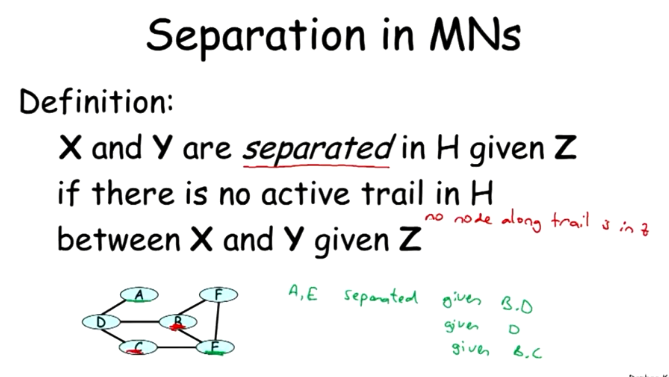 Separation in MNs
Definition:
X and Y are separated in H given Z
if there is no active trail in H
no node along trail is in Z
between X and Y given Z
A, E separated given B, D
given D
given B, C
A
F
D
B
C
E